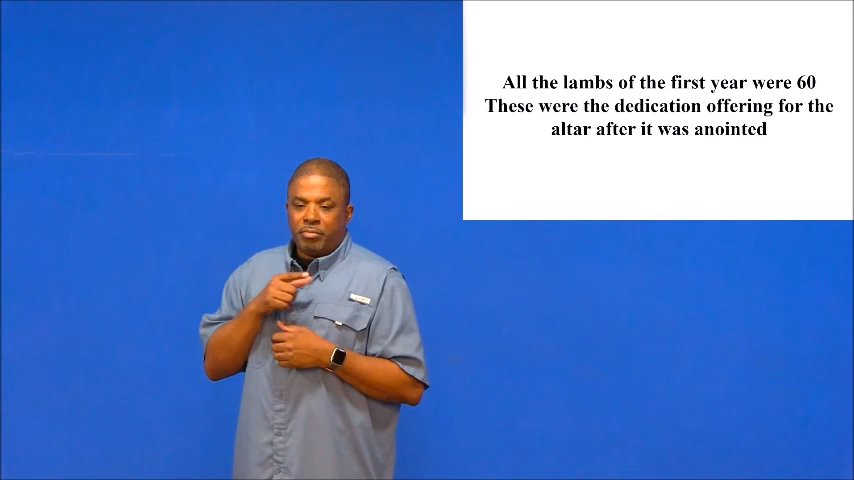 All the lambs of the first year were 60
These were the dedication offering for the
altar after it was anointed